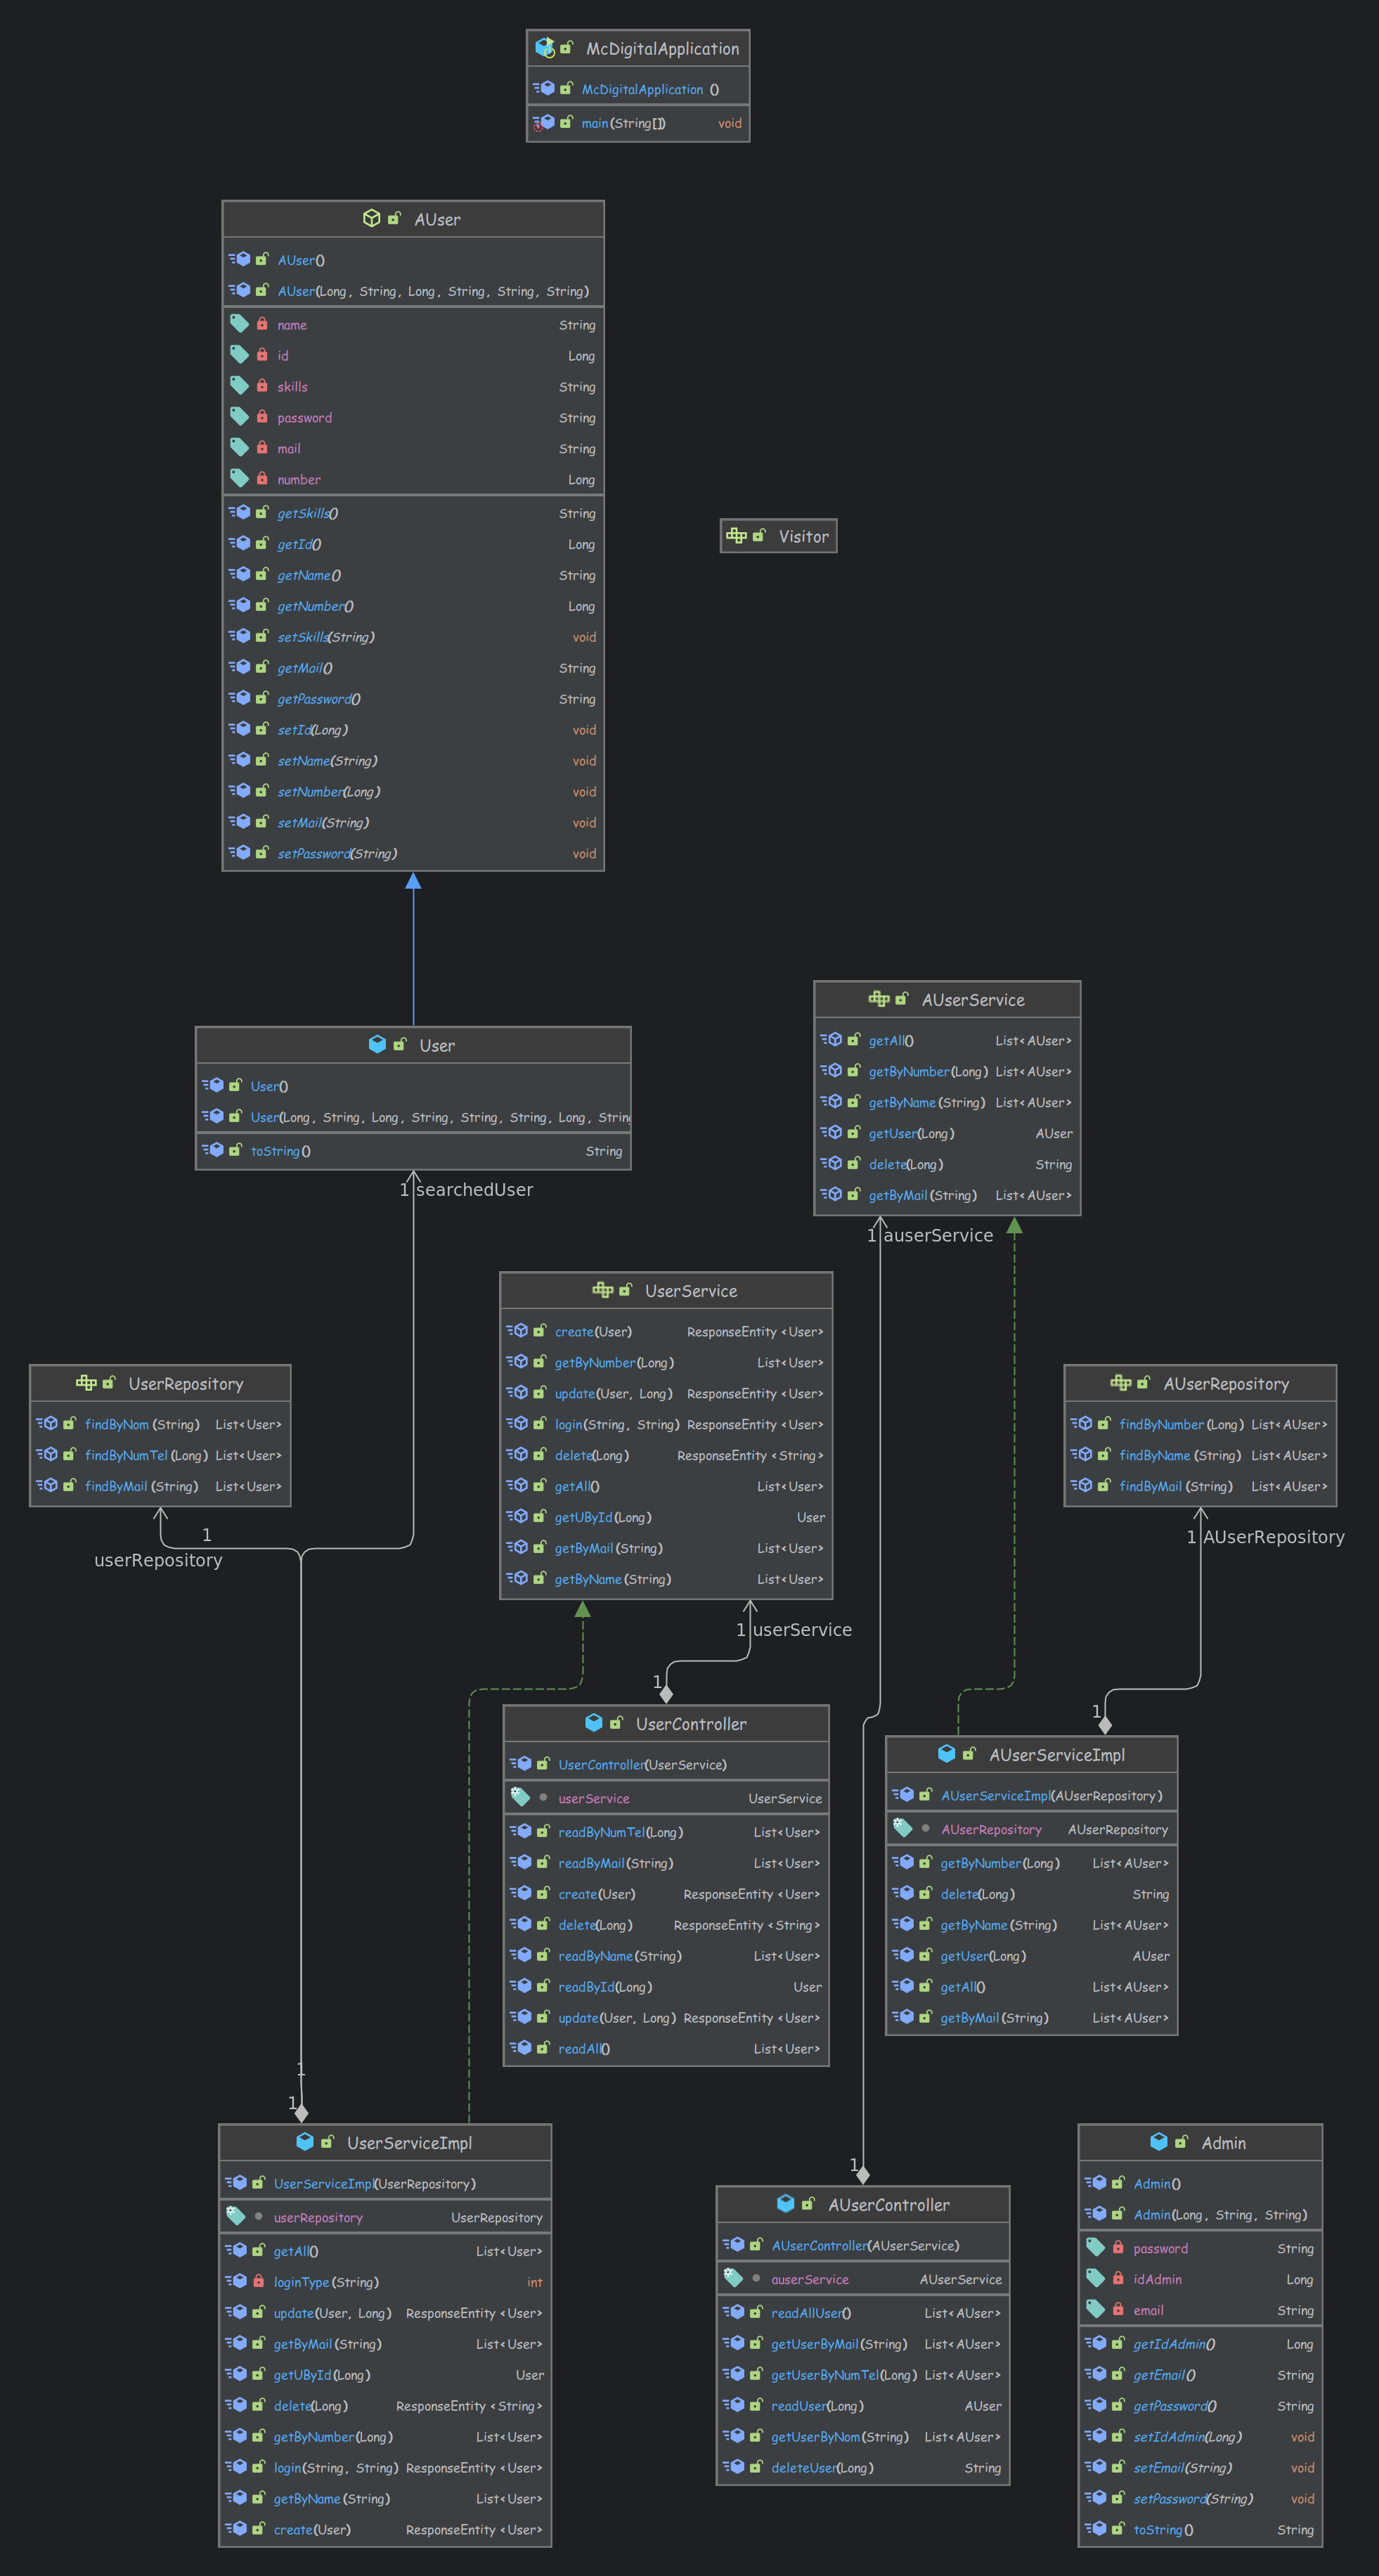 McDigitalApplication
McDigitalApplication ()
main(String[]) void
AUser
AUser()
AUser(Long, String, Long, String, String, String)
name String
id Long
skills String
password String
mail String
number Long
getSkills() String
getId() Long
getName() String
getNumber() Long
setSkills(String) void
getMail() String
getPassword() String
setId(Long) void
setName(String) void
setNumber(Long) void
setMail(String) void
setPassword(String) void
Visitor
User
User()
User(Long, String, Long, String, String, String, Long, Strin
toString() String
1 searchedUser
AUserService
getAll() List<AUser>
getByNumber(Long) List<AUser>
getByName(String) List<AUser>
getUser(Long) AUser
delete(Long) String
getByMail(String) List<AUser>
1 auserService
UserService
create(User) ResponseEntity<User>
getByNumber(Long) List<User>
update(User, Long) ResponseEntity<User>
login(String, String) ResponseEntity<User>
delete(Long) ResponseEntity<String>
getAll() List<User>
getUById(Long) User
getByMail(String) List<User>
getByName(String) List<User>
UserRepository
findByNom(String) List<User>
findByNumTel(Long) List<User>
findByMail(String) List<User>
1
userRepository
AUserRepository
findByNumber(Long) List<AUser>
findByName(String) List<AUser>
findByMail(String) List<AUser>
1 AUserRepository
1 userService
1
UserController
UserController(UserService)
userService UserService
readByNumTel(Long) List<User>
readByMail(String) List<User>
create(User) ResponseEntity<User>
delete(Long) ResponseEntity<String>
readByName(String) List<User>
readById(Long) User
update(User, Long) ResponseEntity<User>
readAll() List<User>
1
AUserServiceImpl
AUserServiceImpl(AUserRepository)
AUserRepository AUserRepository
getByNumber(Long) List<AUser>
delete(Long) String
getByName(String) List<AUser>
getUser(Long) AUser
getAll() List<AUser>
getByMail(String) List<AUser>
1
1
UserServiceImpl
UserServiceImpl(UserRepository)
userRepository UserRepository
getAll() List<User>
loginType(String) int
update(User, Long) ResponseEntity<User>
getByMail(String) List<User>
getUById(Long) User
delete(Long) ResponseEntity<String>
getByNumber(Long) List<User>
login(String, String) ResponseEntity<User>
getByName(String) List<User>
create(User) ResponseEntity<User>
1
AUserController
AUserController(AUserService)
auserService AUserService
readAllUser() List<AUser>
getUserByMail(String) List<AUser>
getUserByNumTel(Long) List<AUser>
readUser(Long) AUser
getUserByNom(String) List<AUser>
deleteUser(Long) String
Admin
Admin()
Admin(Long, String, String)
password String
idAdmin Long
email String
getIdAdmin() Long
getEmail() String
getPassword() String
setIdAdmin(Long) void
setEmail(String) void
setPassword(String) void
toString() String